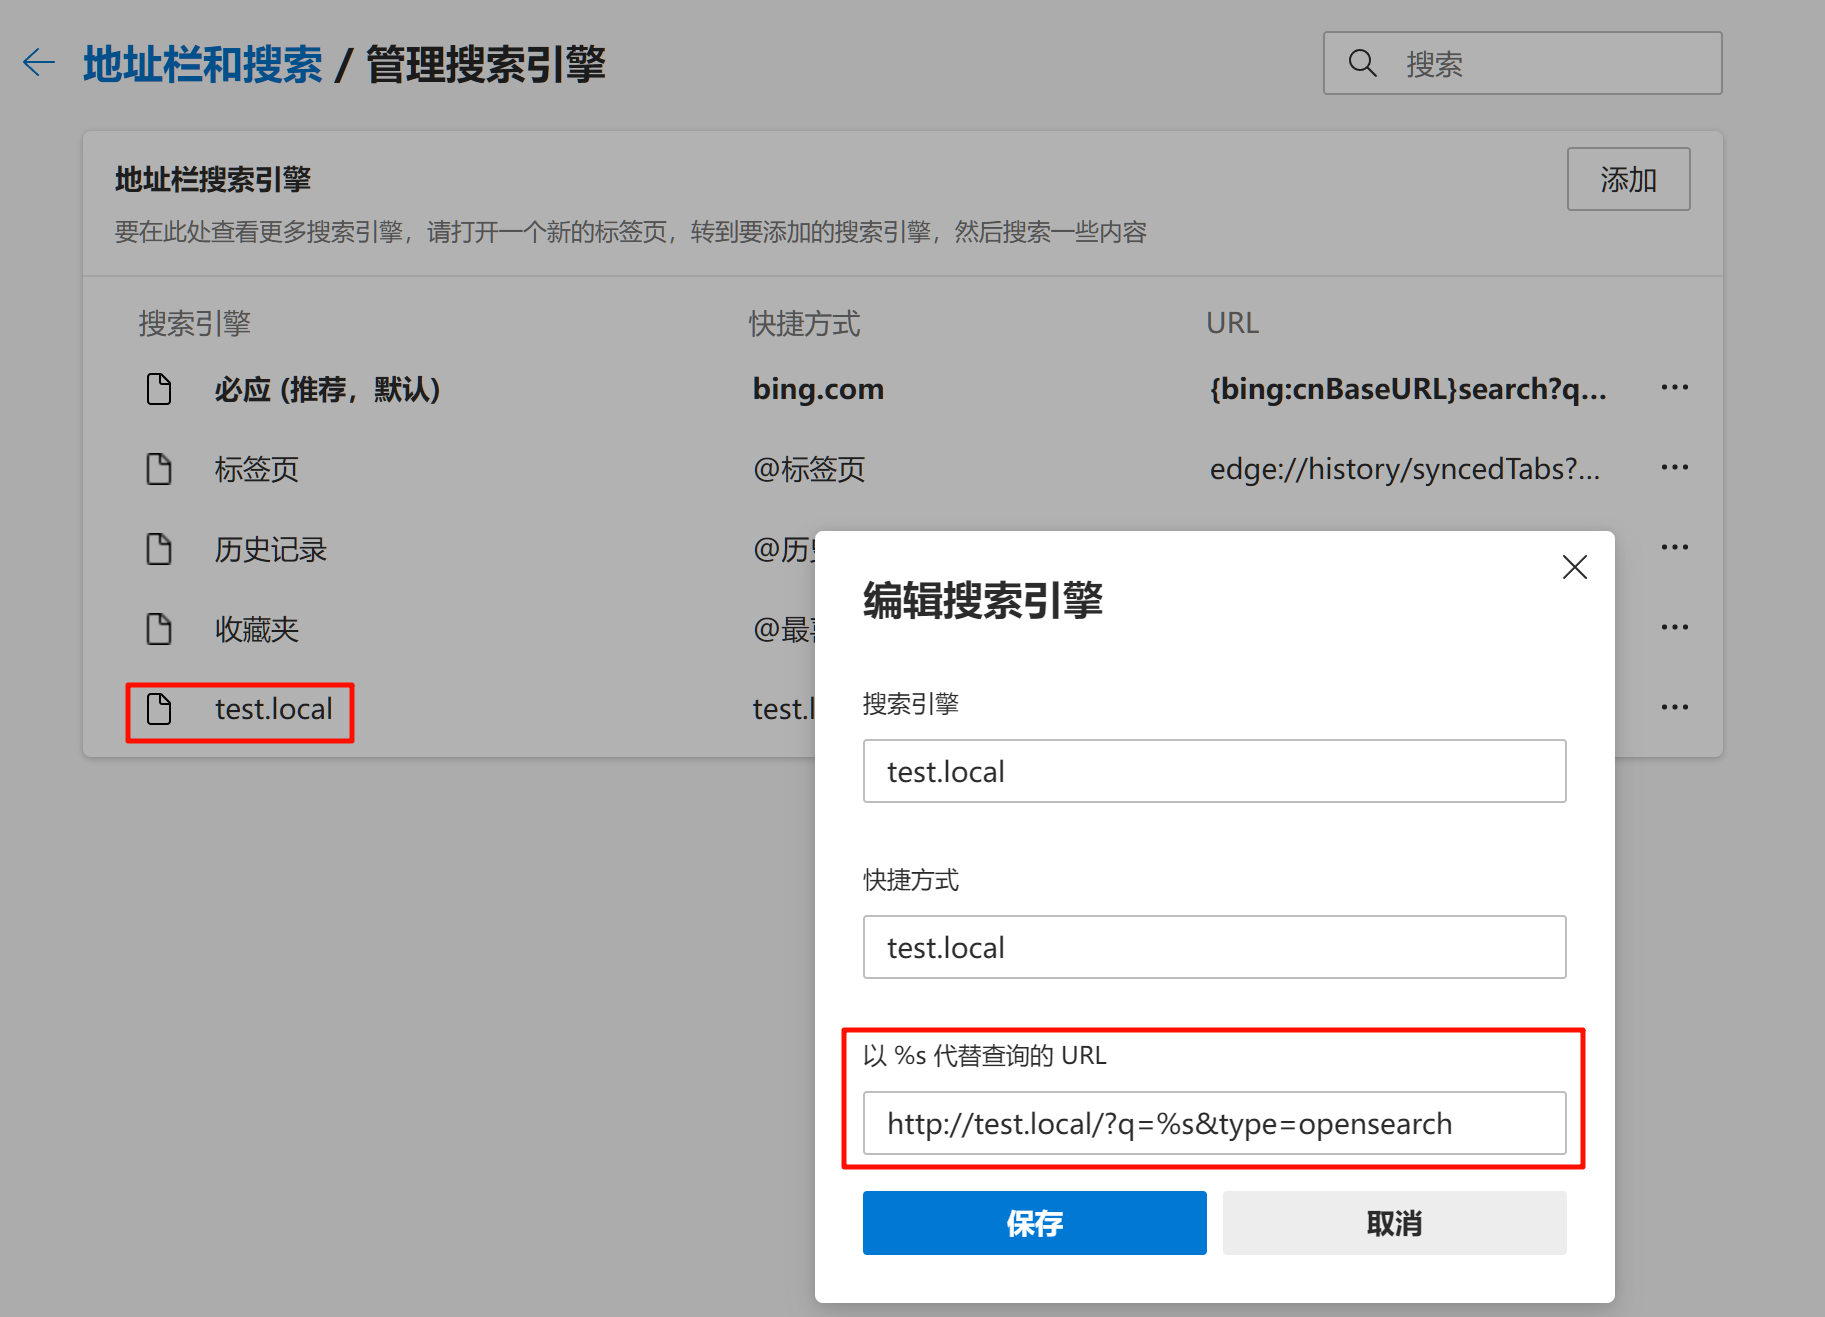 地址栏和搜索 / 管理搜索引擎
搜索
地址栏搜索引擎
添加
要在此处查看更多搜索引擎，请打开一个新的标签页，转到要添加的搜索引擎，然后搜索一些内容
搜索引擎 快捷方式 URL
必应 (推荐，默认) bing.com {bing:cnBaseURL}search?q...
标签页 @标签页 edge://history/syncedTabs?...
历史记录 @历
收藏夹 @最
test.local test.l
编辑搜索引擎
搜索引擎
test.local
快捷方式
test.local
以 %s 代替查询的 URL
http://test.local/?q=%s&type=opensearch
保存 取消